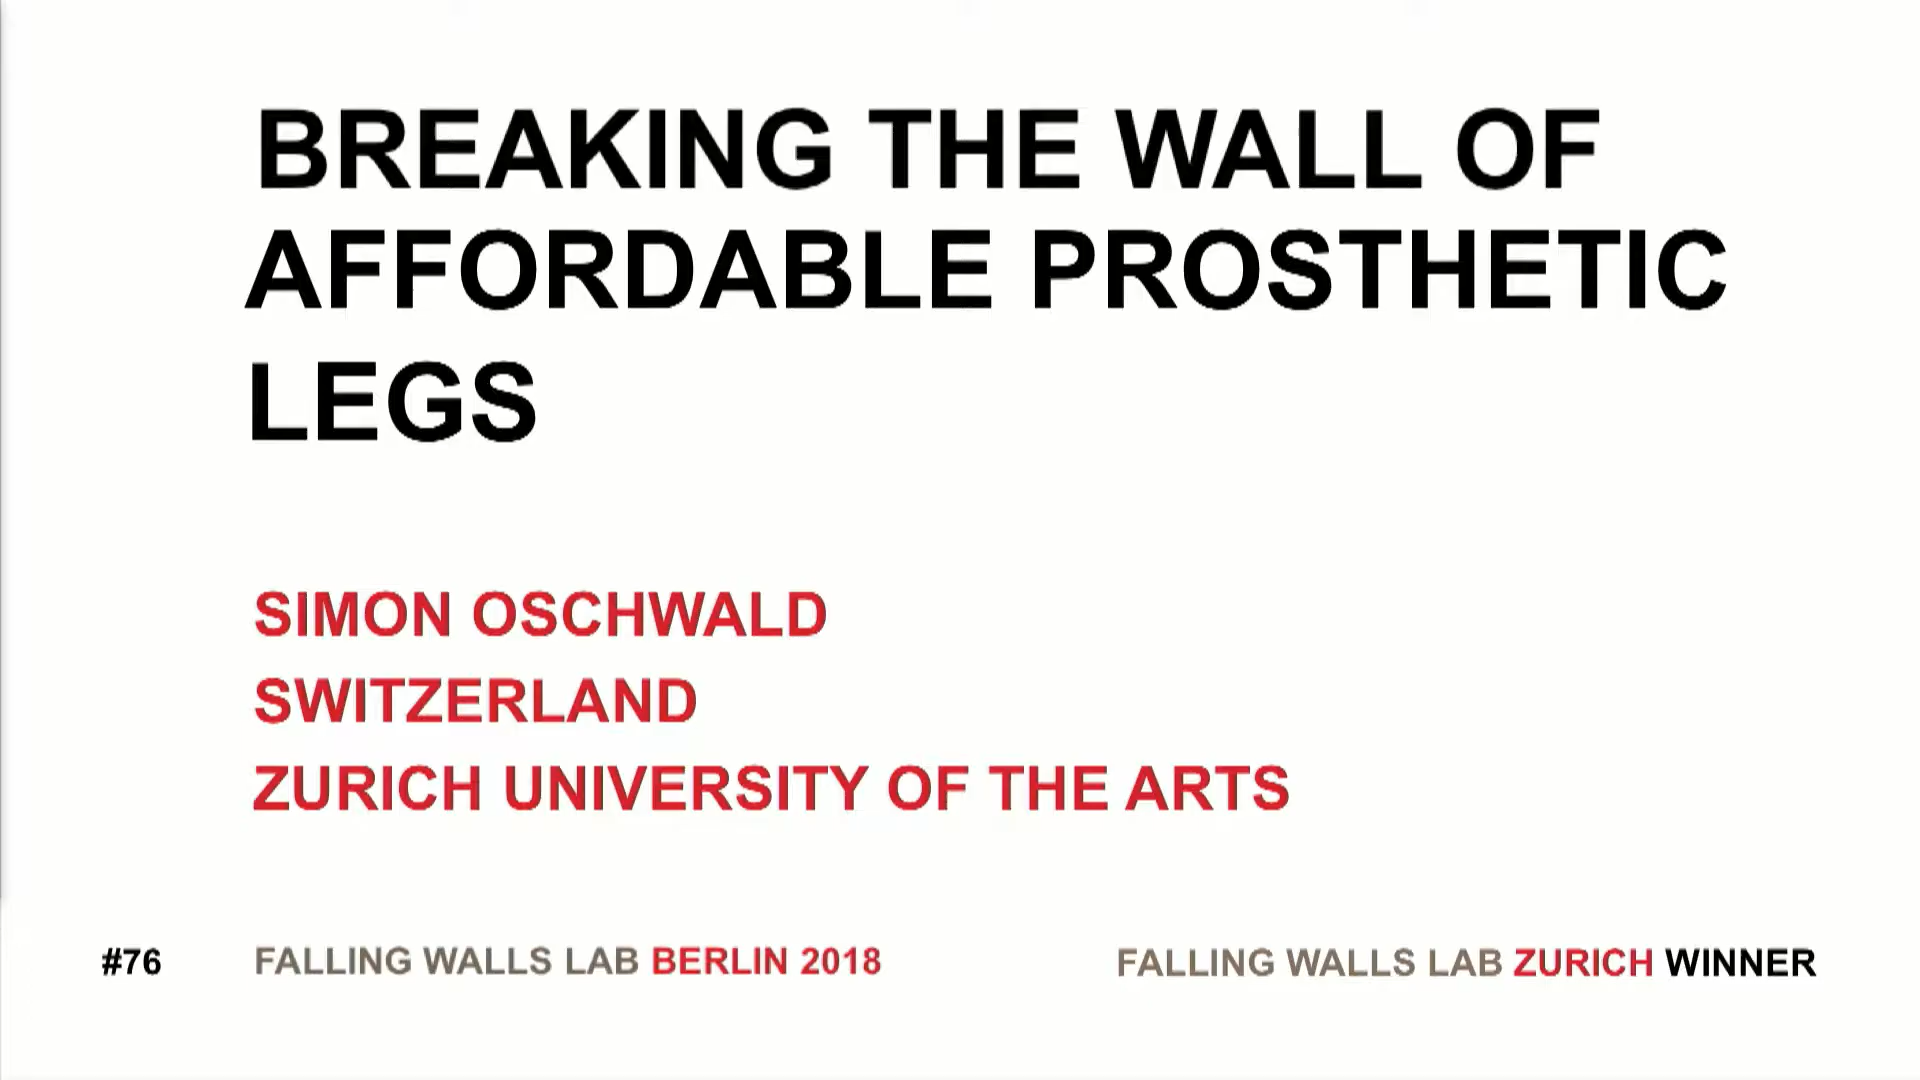 BREAKING THE WALL OF
AFFORDABLE PROSTHETIC
LEGS
SIMON OSCHWALD
SWITZERLAND
ZURICH UNIVERSITY OF THE ARTS
#76 FALLING WALLS LAB BERLIN 2018 FALLING WALLS LAB ZURICH WINNER